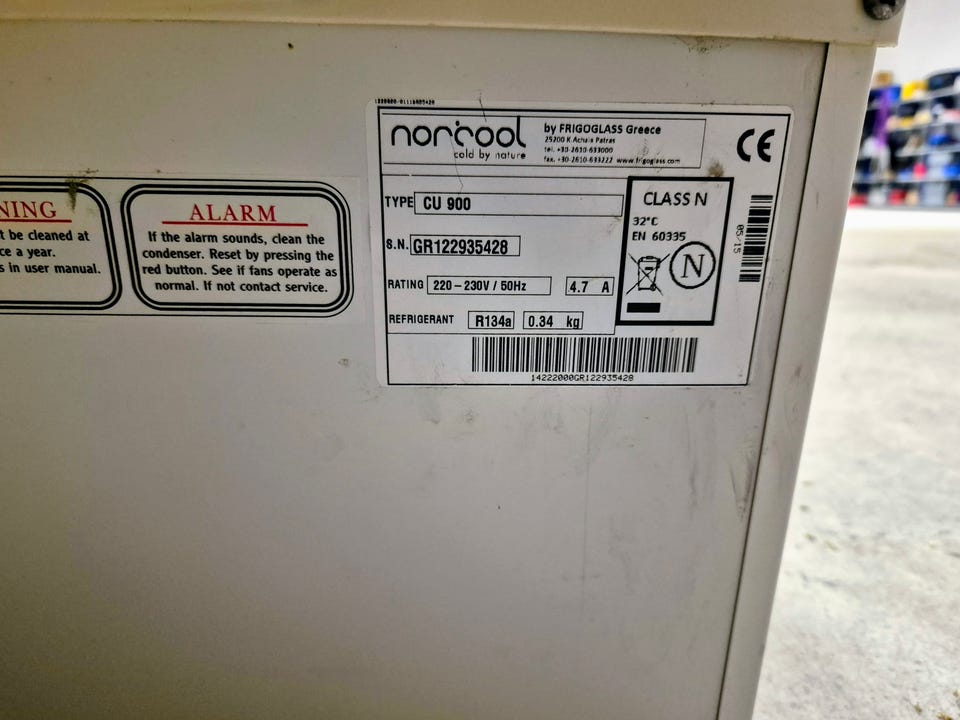 NING
t be cleaned at
ce a year.
s in user manual.
ALARM
If the alarm sounds, clean the
condenser. Reset by pressing the
red button. See if fans operate as
normal. If not contact service.
norcool
cold by nature
by FRIGOGLASS Greece
25200 K Achaia Patras
tel. +30-2610-633000
fax. +30-2610-633222 www.frigoglass.com
CE
TYPE CU 900
S.N. GR122935428
RATING 220-230V / 50Hz 4.7 A
REFRIGERANT R134a 0.34 kg
CLASS N
32°C
EN 60335
N
05/15
14222000GR122935428